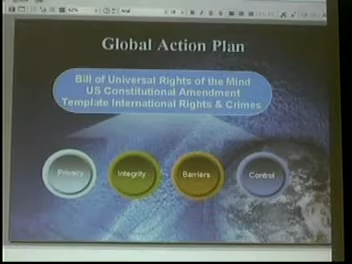 Global Action Plan
Bill of Universal Rights of the Mind
US Constitutional Amendment
Template International Rights & Crimes
Privacy
Integrity
Barriers
Control